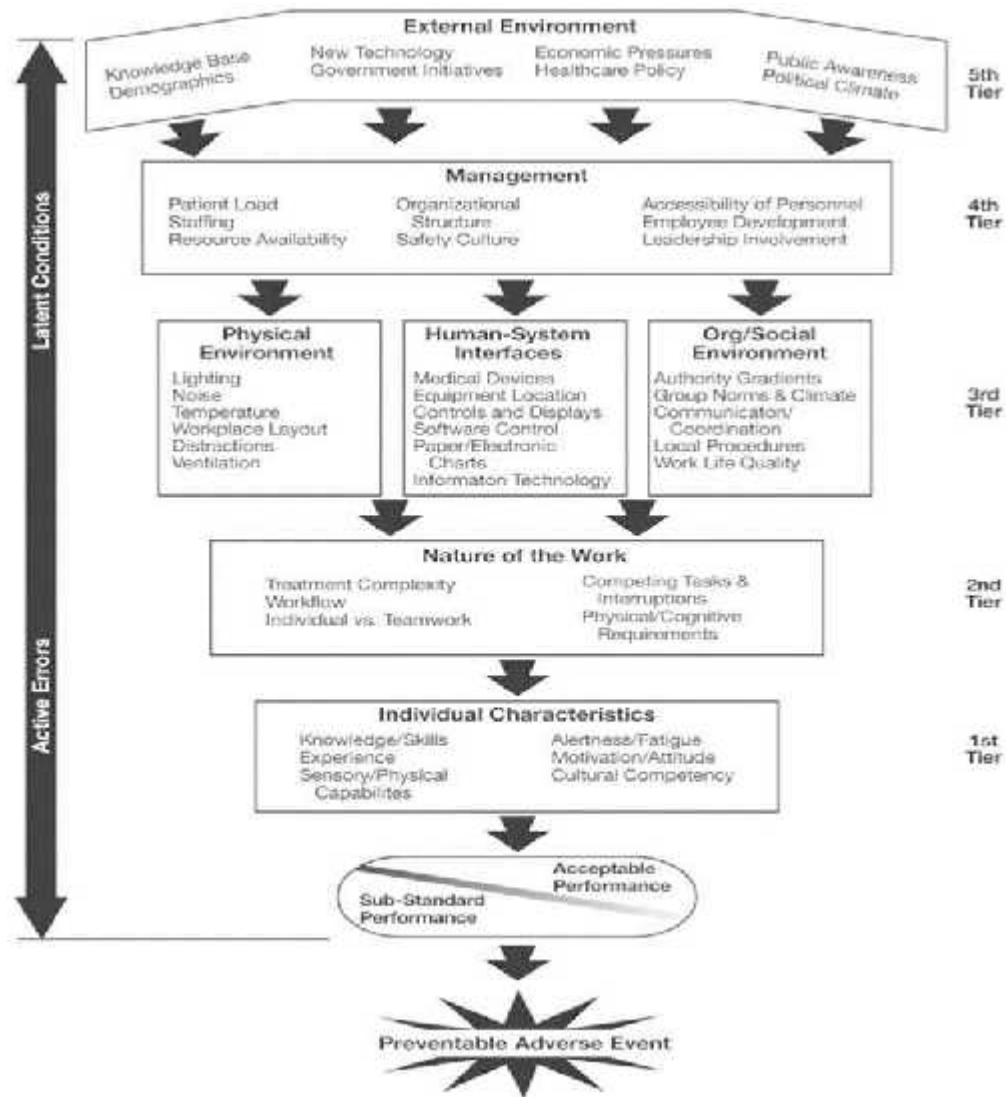 External Environment
Knowledge Base
Demographics
New Technology
Government Initiatives
Economic Pressures
Healthcare Policy
Public Awareness
Political Climate
5th
Tier
Management
Patient Load
Staffing
Resource Availability
Organizational
Structure
Safety Culture
Accessibility of Personnel
Employee Development
Leadership Involvement
4th
Tier
Latent Conditions
Physical
Environment
Lighting
Noise
Temperature
Workplace Layout
Distractions
Ventilation
Human-System
Interfaces
Medical Devices
Equipment Location
Controls and Displays
Software Control
Paper/Electronic
Charts
Informaton Technology
Org/Social
Environment
Authority Gradients
Group Norms & Climate
Communicaton/
Coordination
Local Procedures
Work Life Quality
3rd
Tier
Nature of the Work
Treatment Complexity
Workflow
Individual vs. Teamwork
Competing Tasks &
Interruptions
Physical/Cognitive
Requirements
2nd
Tier
Active Errors
Individual Characteristics
Knowledge/Skills
Experience
Sensory/Physical
Capabilites
Alertness/Fatigue
Motivation/Attitude
Cultural Competency
1st
Tier
Acceptable
Performance
Sub-Standard
Performance
Preventable Adverse Event